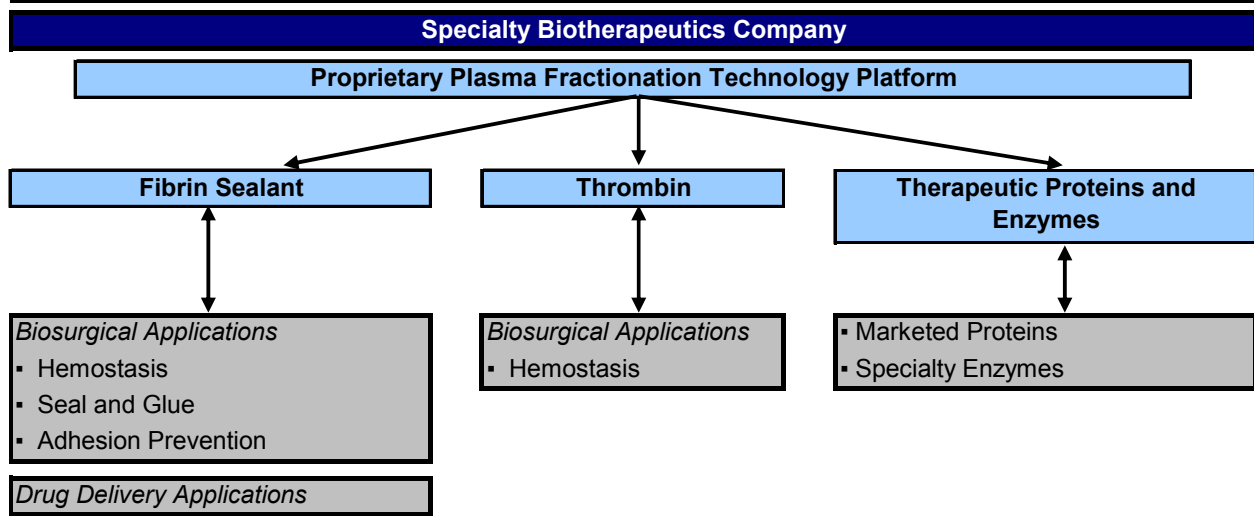 Specialty Biotherapeutics Company
Proprietary Plasma Fractionation Technology Platform
Fibrin Sealant
Thrombin
Therapeutic Proteins and
Enzymes
Biosurgical Applications
▪ Hemostasis
▪ Seal and Glue
▪ Adhesion Prevention
Drug Delivery Applications
Biosurgical Applications
▪ Hemostasis
▪ Marketed Proteins
▪ Specialty Enzymes